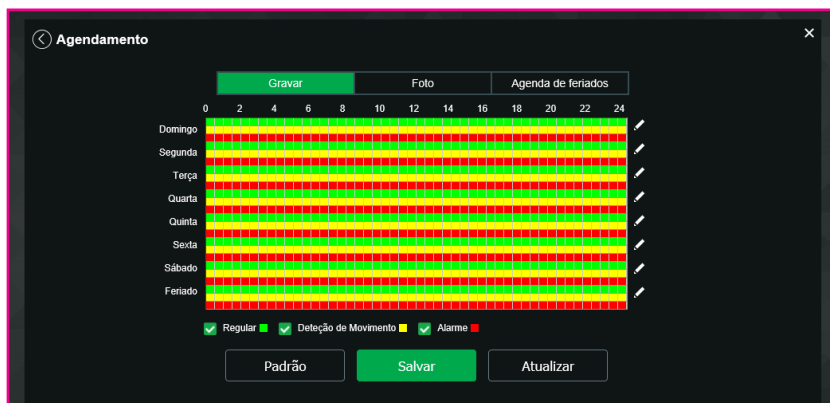 Agendamento
×
Gravar Foto Agenda de feriados
0 2 4 6 8 10 12 14 16 18 20 22 24
Domingo
Segunda
Terça
Quarta
Quinta
Sexta
Sábado
Feriado
Regular Deteção de Movimento Alarme
Padrão Salvar Atualizar